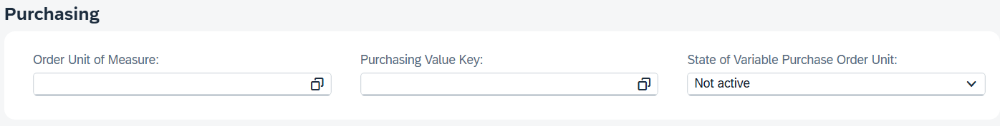 Purchasing
Order Unit of Measure: Purchasing Value Key: State of Variable Purchase Order Unit:
Not active